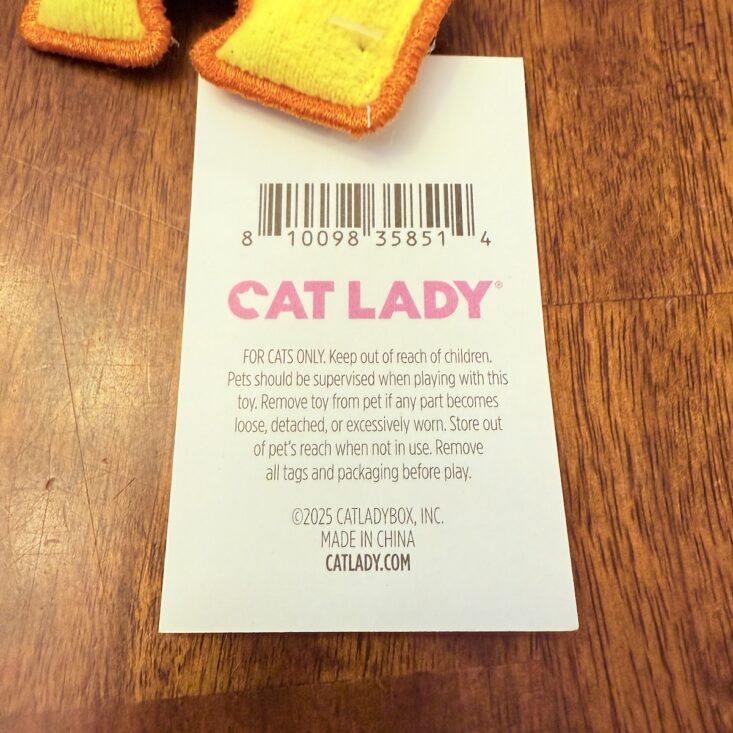 8 10098 35851 4
CAT LADY®
FOR CATS ONLY. Keep out of reach of children.
Pets should be supervised when playing with this
toy. Remove toy from pet if any part becomes
loose, detached, or excessively worn. Store out
of pet's reach when not in use. Remove
all tags and packaging before play.
©2025 CATLADYBOX, INC.
MADE IN CHINA
CATLADY.COM